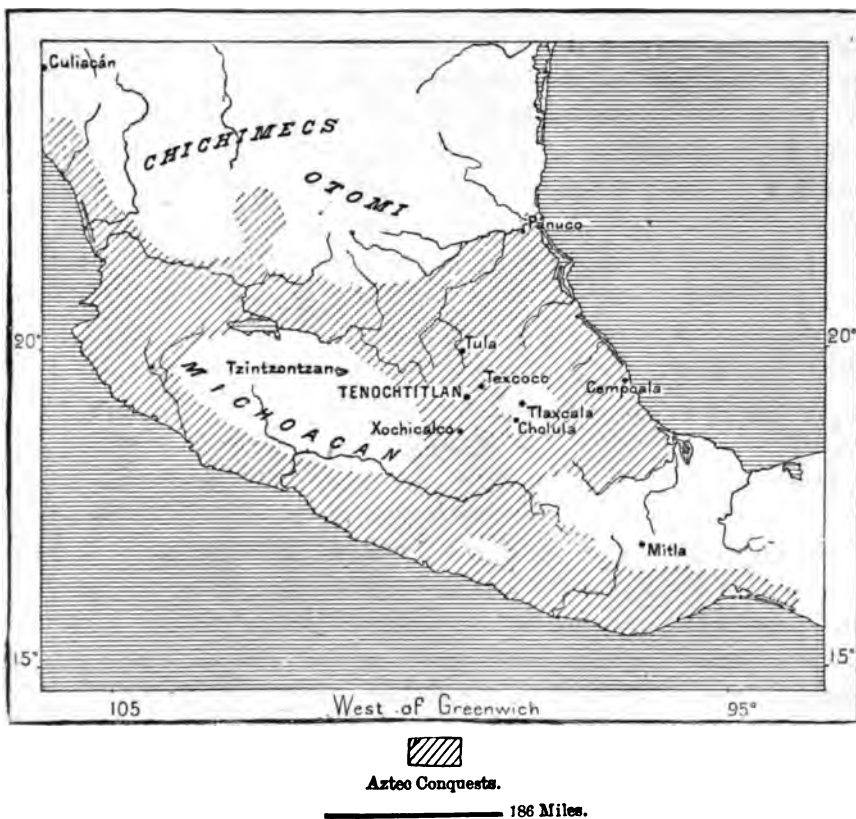 Culiacán
CHICHIMECS
OTOMI
Pánuco
20°
20°
Tula
Tzintzontzan
Texcoco
TENOCHTITLAN
Cempoala
Tlaxcala
MICHOACAN
Xochicalco
Cholula
Mitla
15°
15°
105
West of Greenwich
95°
Aztec Conquests.
186 Miles.